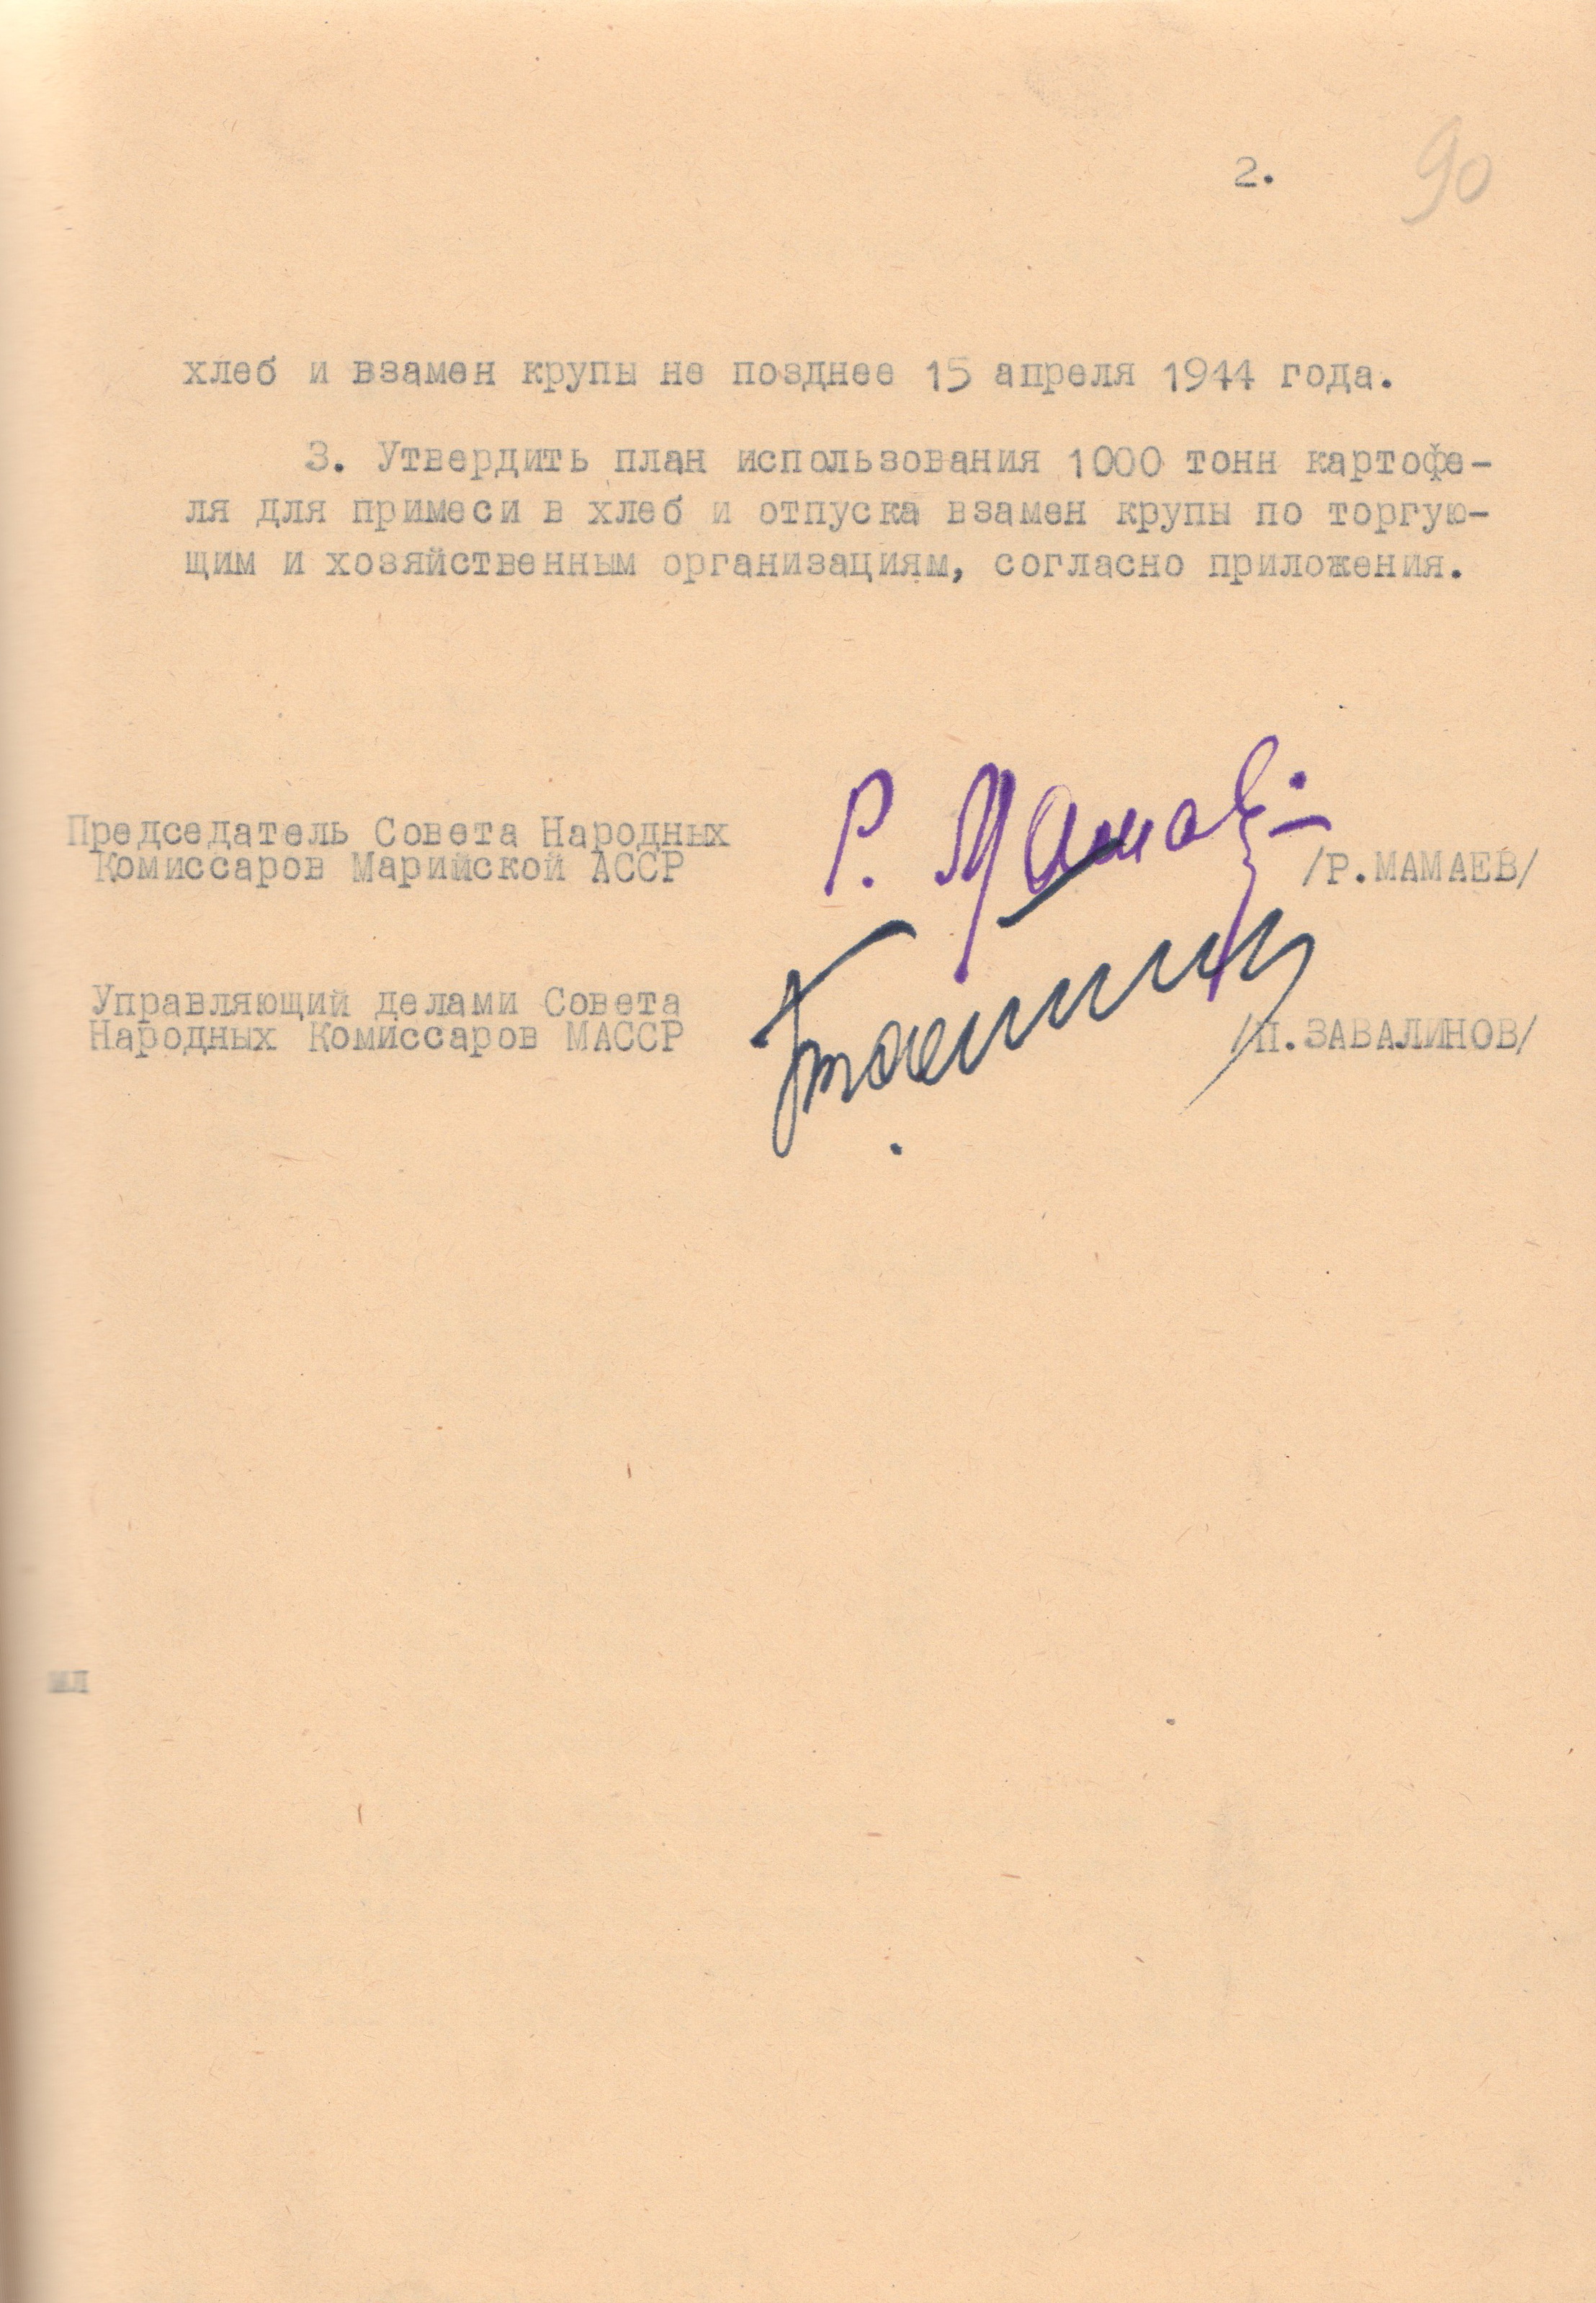 2.
90
хлеб и взамен крупы не позднее 15 апреля 1944 года.
3. Утвердить план использования 1000 тонн картофе-
ля для примеси в хлеб и отпуска взамен крупы по торгую-
щим и хозяйственным организациям, согласно приложения.
Председатель Совета Народных
Комиссаров Марийской АССР
Р. Мамаев
/Р.МАМАЕВ/
Управляющий делами Совета
Народных Комиссаров МАССР
/П.ЗАВАЛИНОВ/
мл